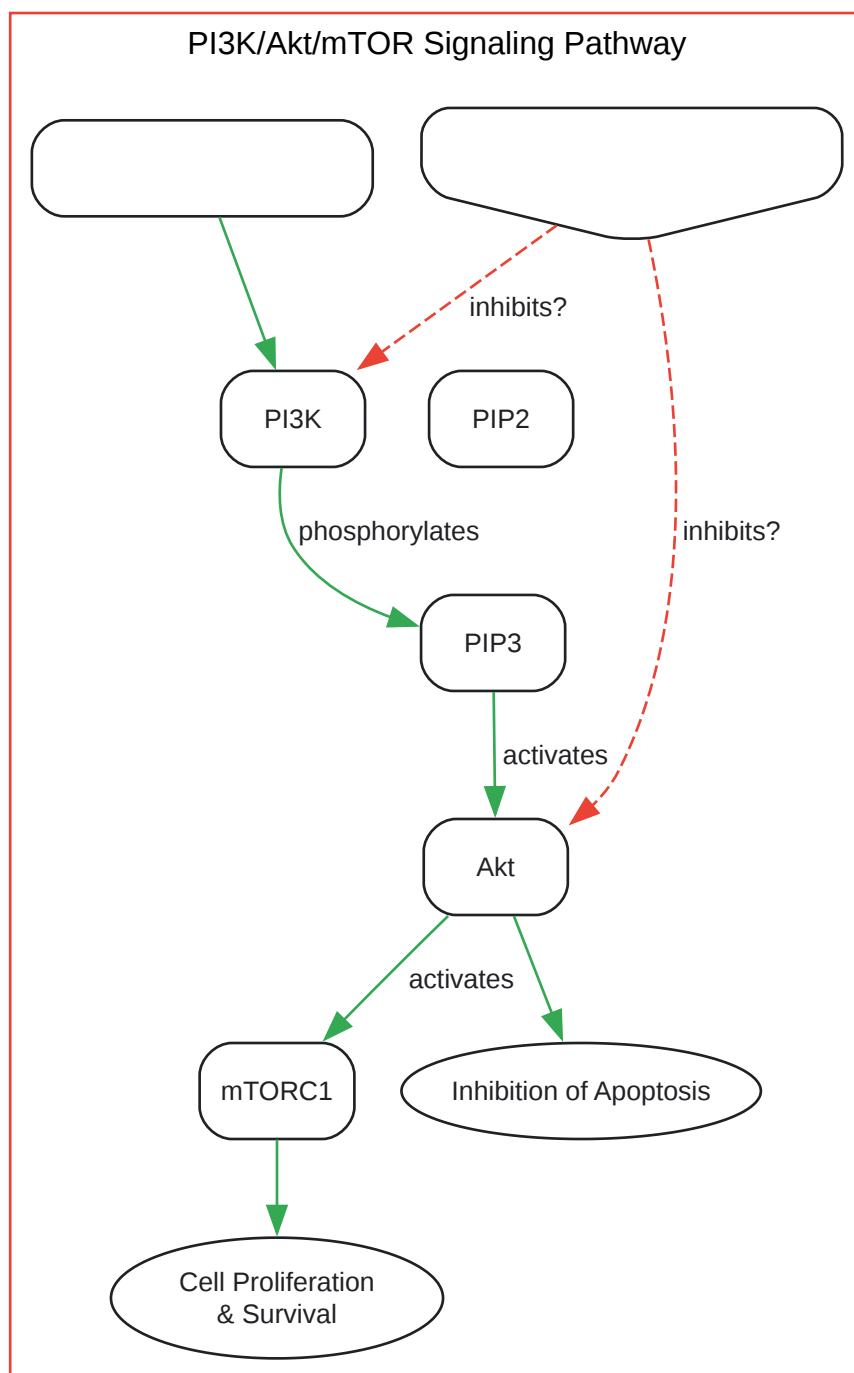 PI3K/Akt/mTOR Signaling Pathway
inhibits?
PI3K
PIP2
phosphorylates
inhibits?
PIP3
activates
Akt
activates
mTORC1
Inhibition of Apoptosis
Cell Proliferation
& Survival